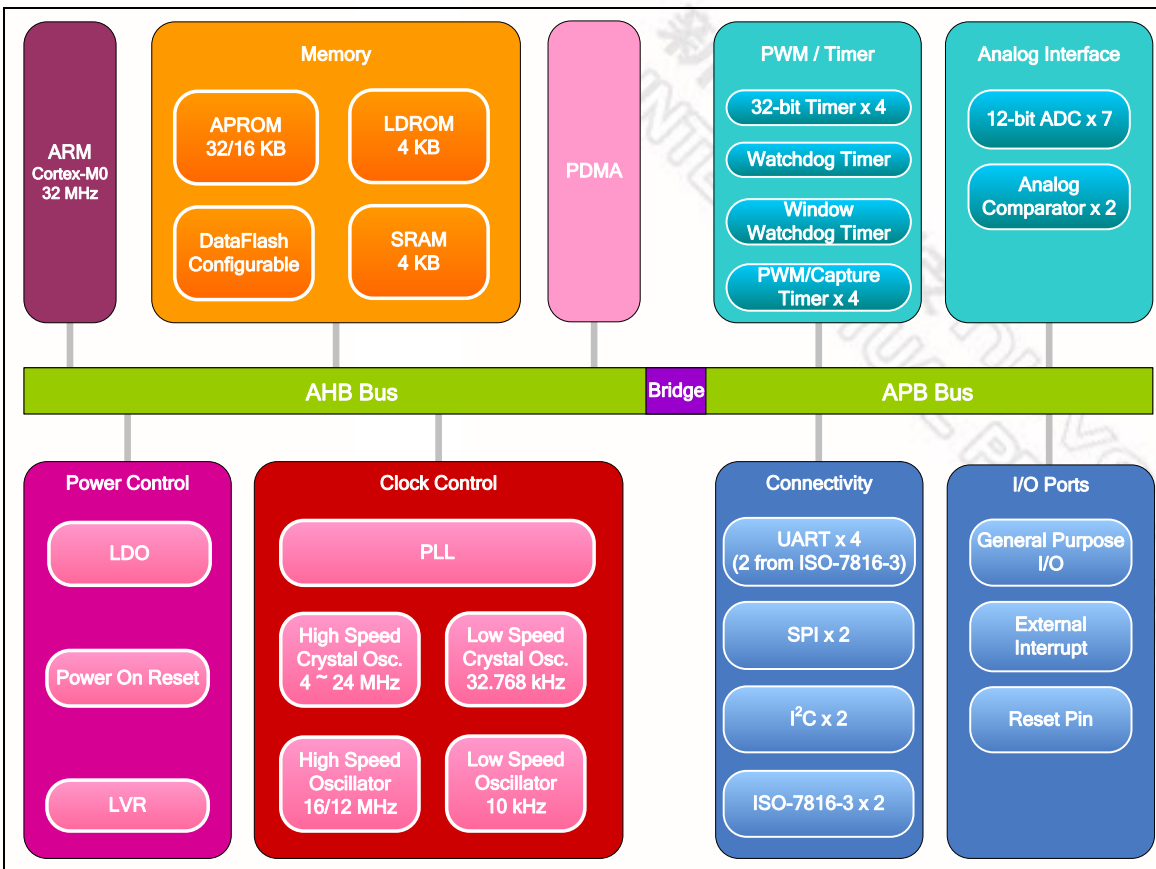 ARM
Cortex-M0
32 MHz
Memory
APROM
32/16 KB
LDROM
4 KB
DataFlash
Configurable
SRAM
4 KB
PDMA
PWM / Timer
32-bit Timer x 4
Watchdog Timer
Window
Watchdog Timer
PWM/Capture
Timer x 4
Analog Interface
12-bit ADC x 7
Analog
Comparator x 2
AHB Bus
Bridge
APB Bus
Power Control
LDO
Power On Reset
LVR
Clock Control
PLL
High Speed
Crystal Osc.
4 ~ 24 MHz
Low Speed
Crystal Osc.
32.768 kHz
High Speed
Oscillator
16/12 MHz
Low Speed
Oscillator
10 kHz
Connectivity
UART x 4
(2 from ISO-7816-3)
SPI x 2
I²C x 2
ISO-7816-3 x 2
I/O Ports
General Purpose
I/O
External
Interrupt
Reset Pin